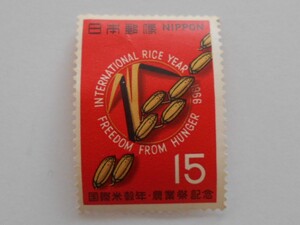 日本郵便 NIPPON
INTERNATIONAL RICE YEAR 1966
FREEDOM FROM HUNGER
15
国際米穀年・農業祭記念